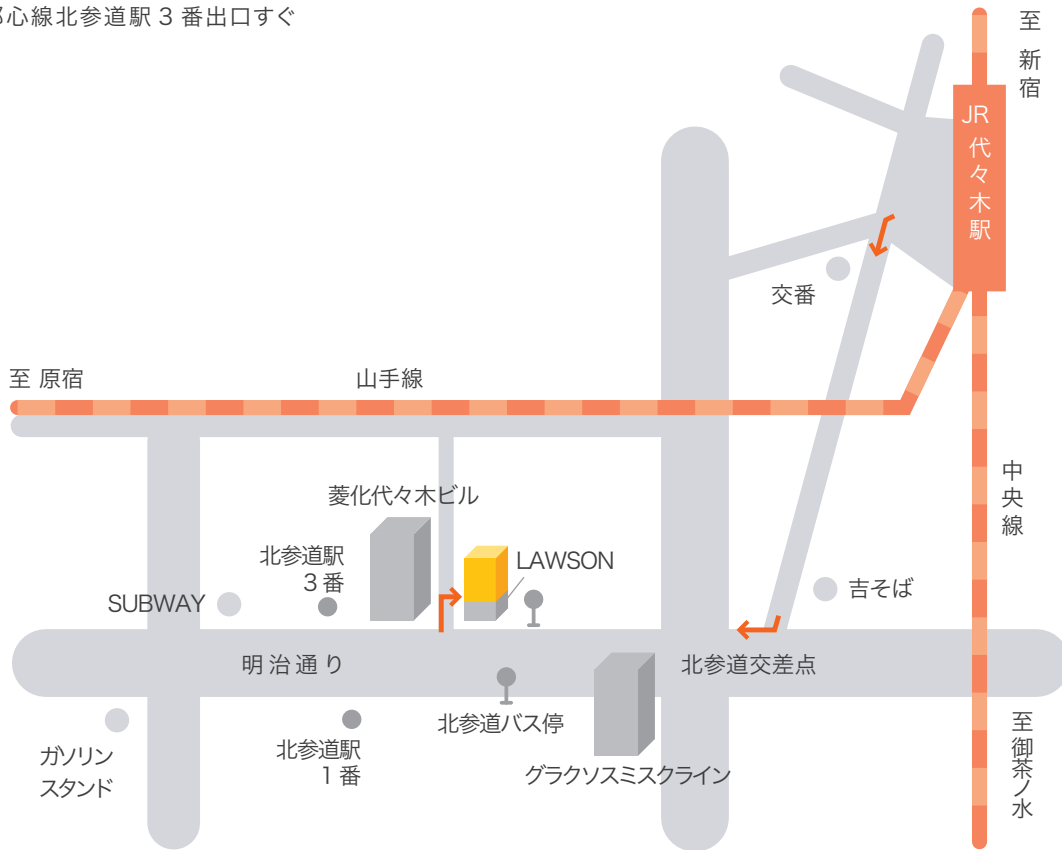 都心線北参道駅 3 番出口すぐ
至 新宿
JR 代々木駅
交番
至 原宿
山手線
中央線
菱化代々木ビル
北参道駅
3 番
LAWSON
SUBWAY
吉そば
明治通り
北参道交差点
北参道バス停
北参道駅
1 番
ガソリン
スタンド
グラクソスミスクライン
至御茶ノ水